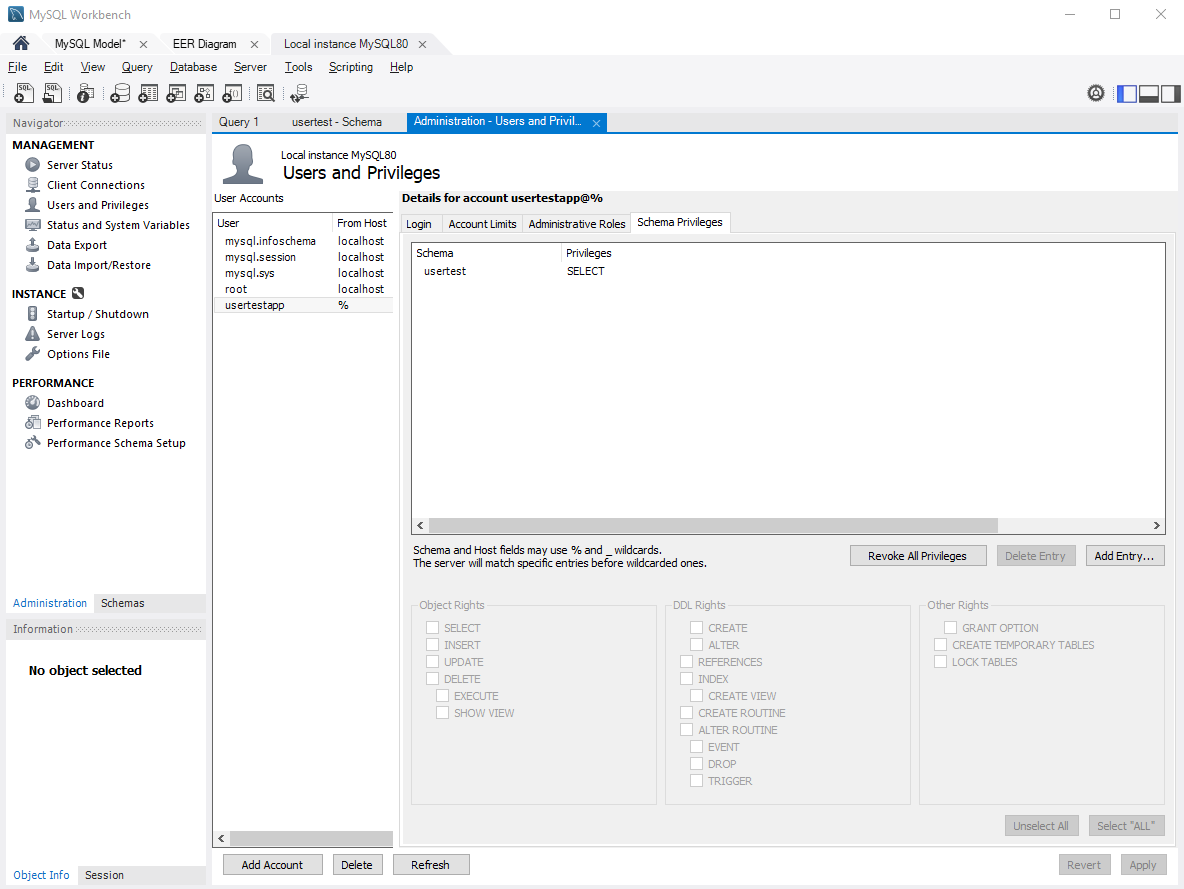 MySQL Workbench
MySQL Model* EER Diagram Local instance MySQL80
File Edit View Query Database Server Tools Scripting Help
Navigator
MANAGEMENT
Server Status
Client Connections
Users and Privileges
Status and System Variables
Data Export
Data Import/Restore
INSTANCE
Startup / Shutdown
Server Logs
Options File
PERFORMANCE
Dashboard
Performance Reports
Performance Schema Setup
Administration Schemas
Information
No object selected
Object Info Session
Query 1 usertest - Schema Administration - Users and Privil...
Local instance MySQL80
Users and Privileges
User Accounts
User From Host
mysql.infoschema localhost
mysql.session localhost
mysql.sys localhost
root localhost
usertestapp %
Add Account Delete Refresh
Details for account usertestapp@%
Login Account Limits Administrative Roles Schema Privileges
Schema Privileges
usertest SELECT
Schema and Host fields may use % and _ wildcards.
The server will match specific entries before wildcarded ones.
Revoke All Privileges Delete Entry Add Entry...
Object Rights
SELECT
INSERT
UPDATE
DELETE
EXECUTE
SHOW VIEW
DDL Rights
CREATE
ALTER
REFERENCES
INDEX
CREATE VIEW
CREATE ROUTINE
ALTER ROUTINE
EVENT
DROP
TRIGGER
Other Rights
GRANT OPTION
CREATE TEMPORARY TABLES
LOCK TABLES
Unselect All Select "ALL"
Revert Apply